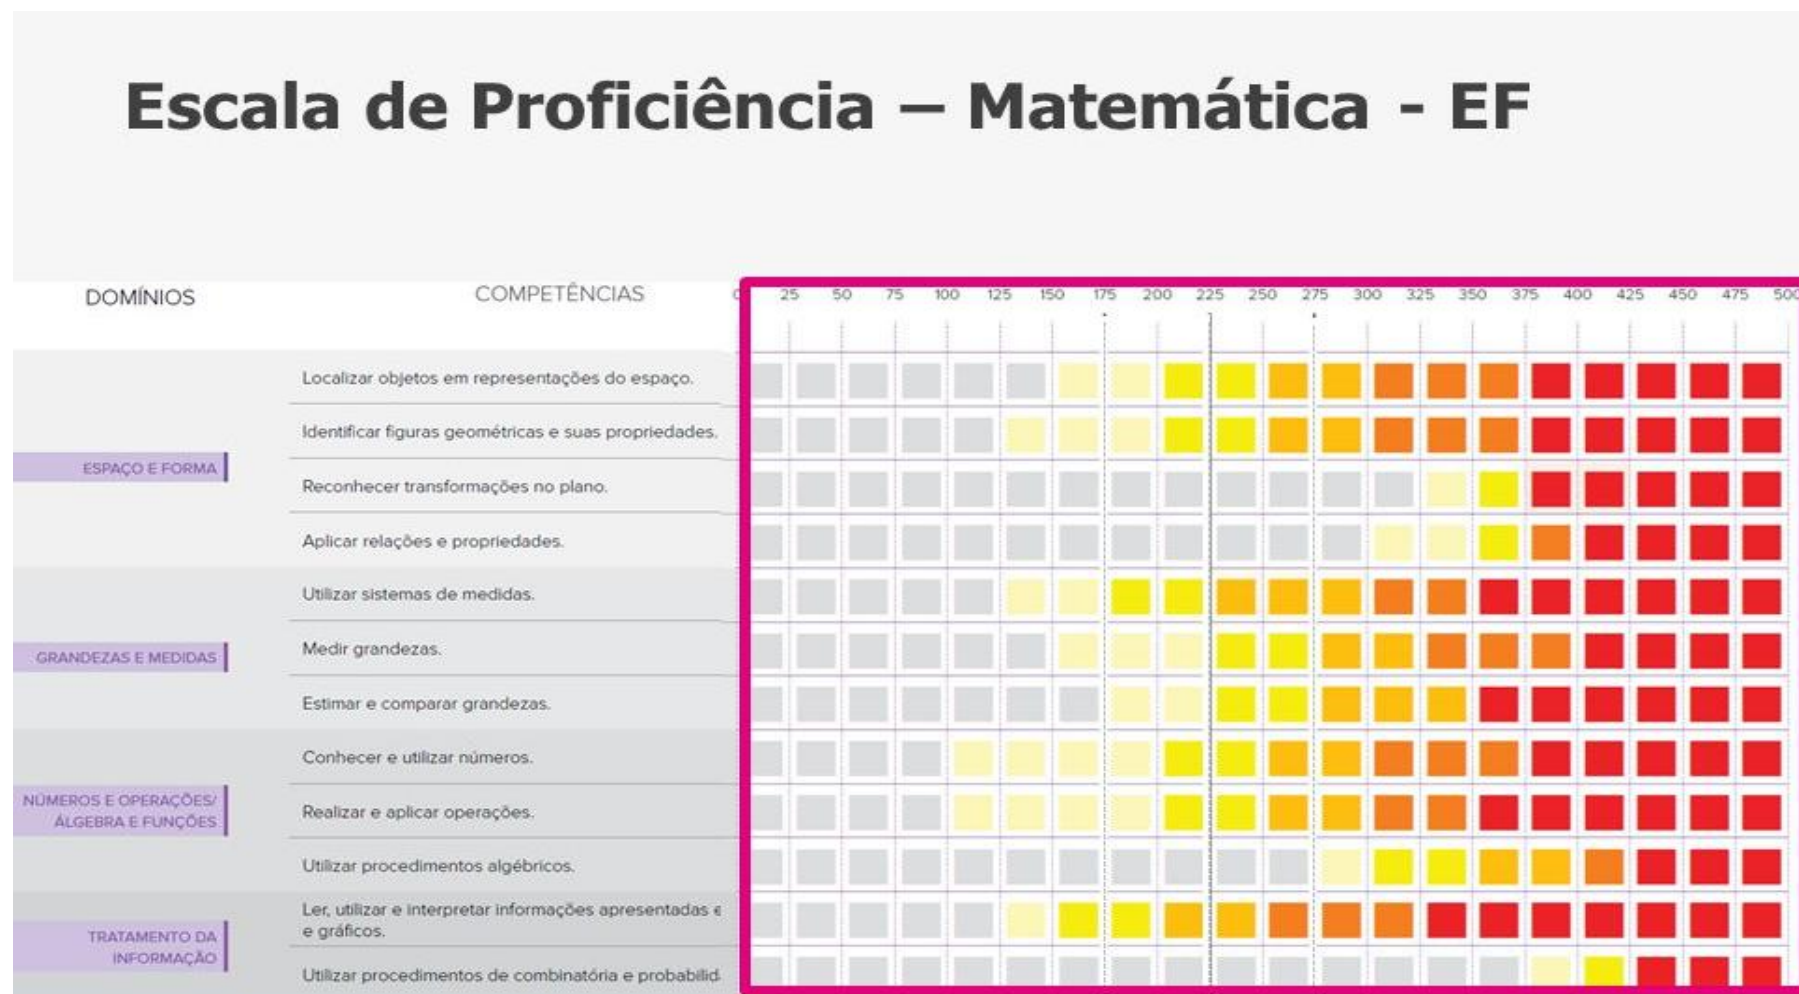 Escala de Proficiência – Matemática - EF
DOMÍNIOS
COMPETÊNCIAS
25 50 75 100 125 150 175 200 225 250 275 300 325 350 375 400 425 450 475 500
ESPAÇO E FORMA
Localizar objetos em representações do espaço.
Identificar figuras geométricas e suas propriedades.
Reconhecer transformações no plano.
Aplicar relações e propriedades.
GRANDEZAS E MEDIDAS
Utilizar sistemas de medidas.
Medir grandezas.
Estimar e comparar grandezas.
NÚMEROS E OPERAÇÕES/
ÁLGEBRA E FUNÇÕES
Conhecer e utilizar números.
Realizar e aplicar operações.
Utilizar procedimentos algébricos.
TRATAMENTO DA
INFORMAÇÃO
Ler, utilizar e interpretar informações apresentadas e
e gráficos.
Utilizar procedimentos de combinatória e probabilid